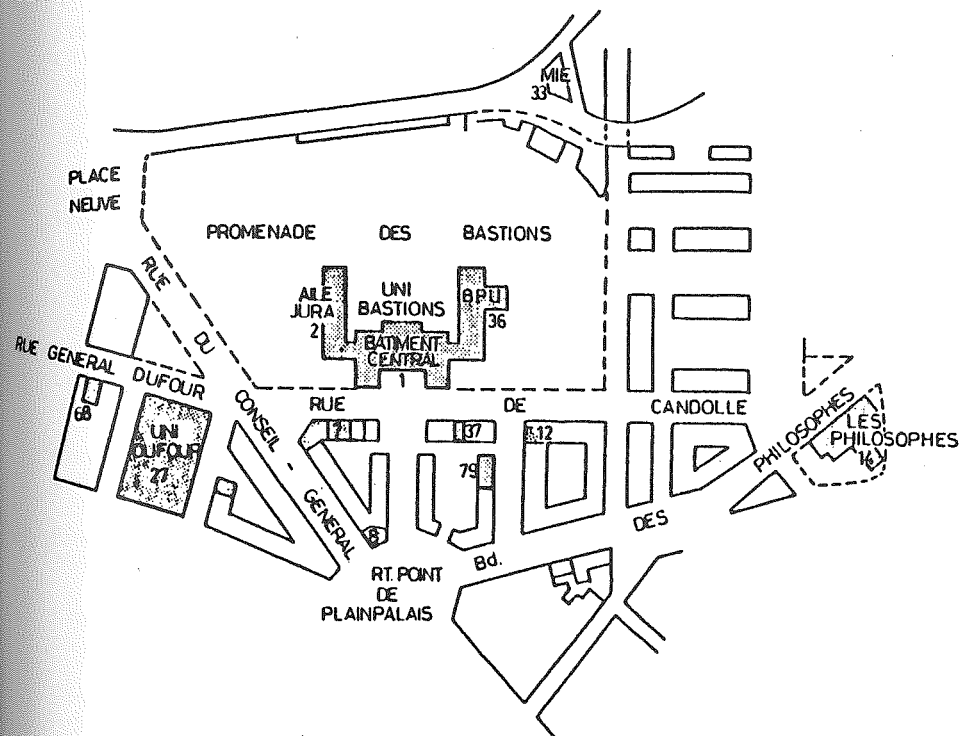 MIE
33
PLACE
NEUVE
PROMENADE DES BASTIONS
RUE DU CONSEIL-GENERAL
AILE
JURA
2
UNI
BASTIONS
BPU
36
BATIMENT
CENTRAL
1
RUE GENERAL DUFOUR
RUE DE CANDOLLE
68
UNI
DUFOUR
7
37
12
79
8
Bd. DES PHILOSOPHES
LES
PHILOSOPHES
RT. POINT
DE
PLAINPALAIS